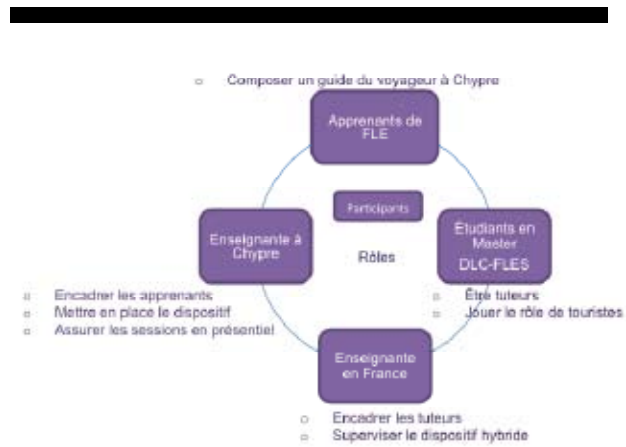 Composer un guide du voyageur à Chypre
Apprenants de
FLE
Participants
Rôles
Enseignante à
Chypre
Étudiants en
Master
DLC-FLES
Encadrer les apprenants
Mettre en place le dispositif
Assurer les sessions en présentiel
Être tuteurs
Jouer le rôle de touristes
Enseignante
en France
Encadrer les tuteurs
Superviser le dispositif hybride